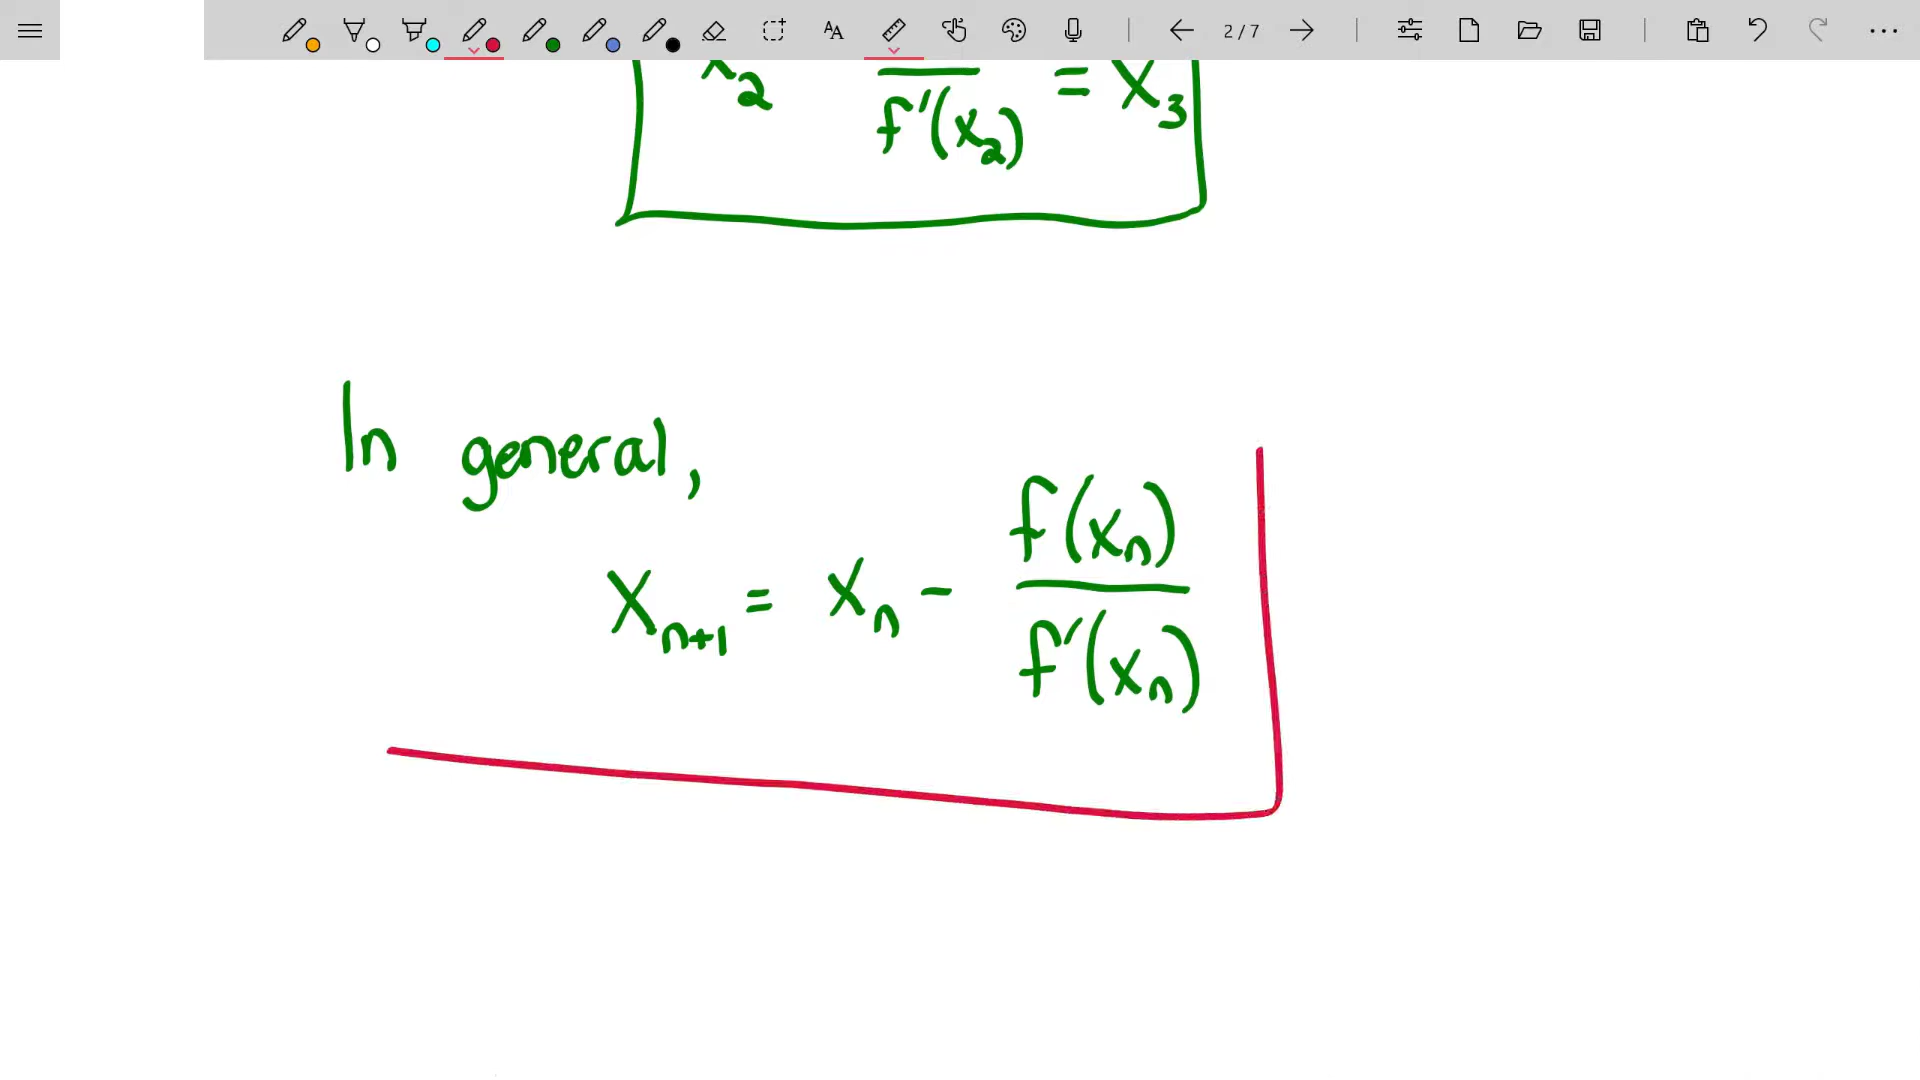 2 / 7
x₂ ― = x₃
f'(x₂)
In general,
xₙ₊₁ = xₙ - f(xₙ) / f'(xₙ)